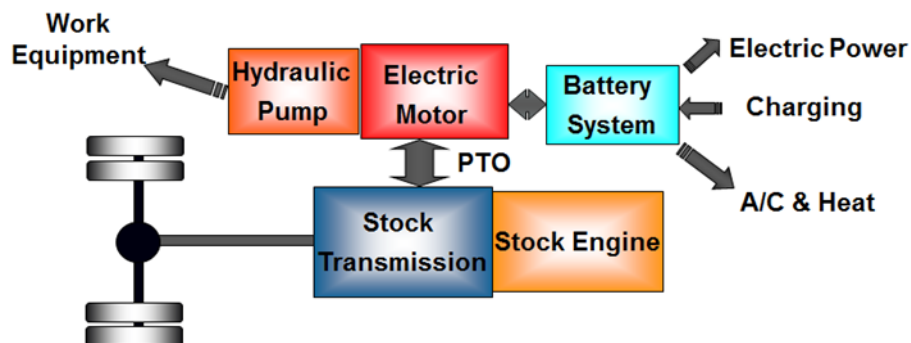 Work
Equipment
Hydraulic
Pump
Electric
Motor
Battery
System
Electric Power
Charging
A/C & Heat
PTO
Stock
Transmission
Stock Engine